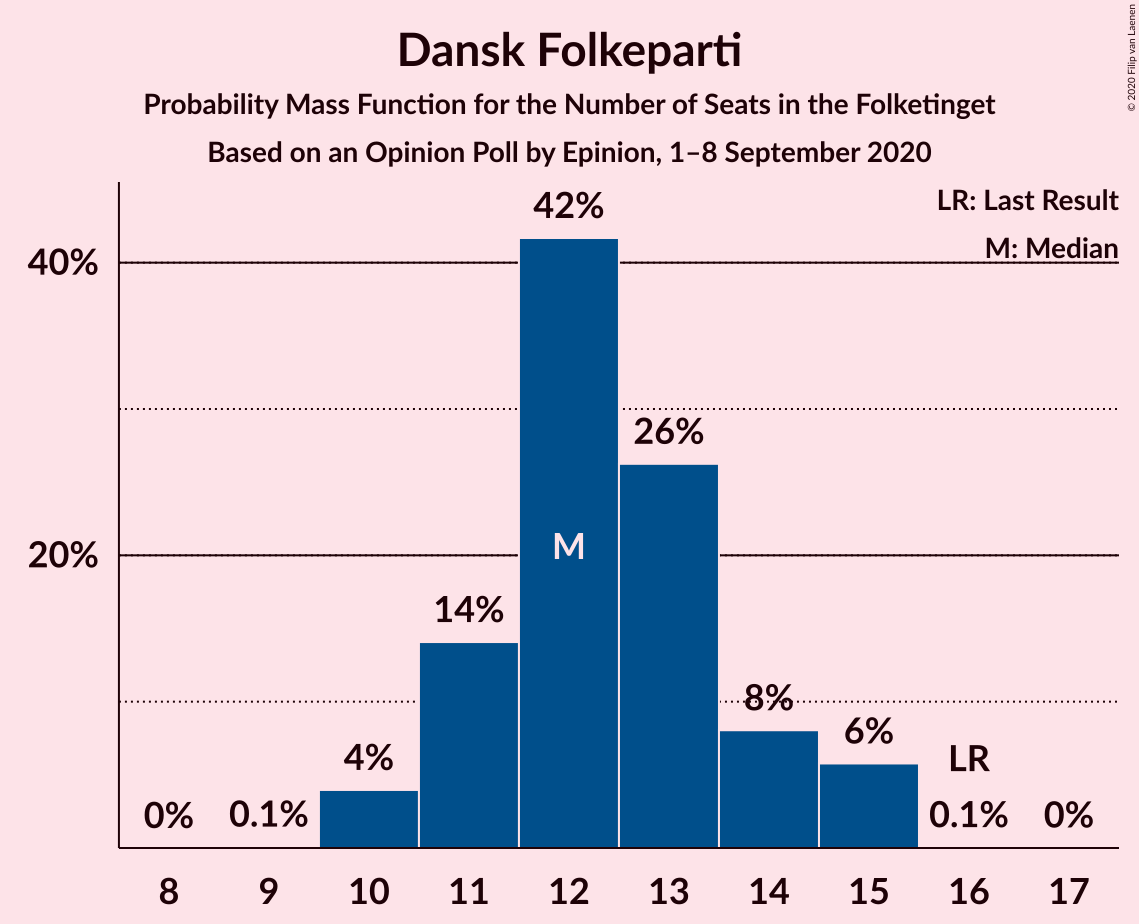 Dansk Folkeparti
Probability Mass Function for the Number of Seats in the Folketinget
Based on an Opinion Poll by Epinion, 1–8 September 2020
© 2020 Filip van Laenen
LR: Last Result
M: Median
42%
40%
26%
20%
M
14%
8%
6%
4%
LR
0%
0.1%
0.1%
0%
8 9 10 11 12 13 14 15 16 17